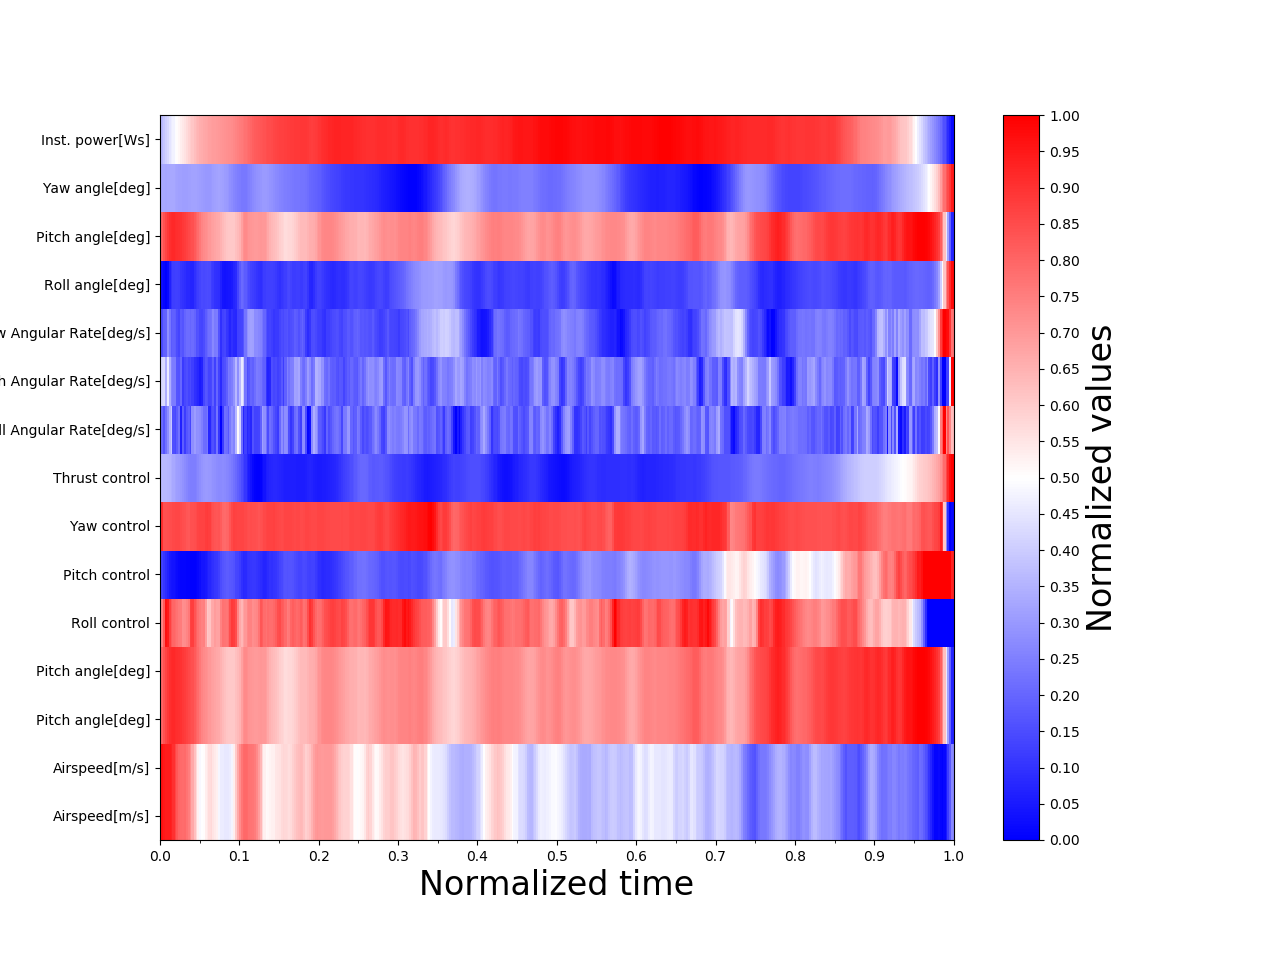 Inst. power[Ws]
Yaw angle[deg]
Pitch angle[deg]
Roll angle[deg]
w Angular Rate[deg/s]
h Angular Rate[deg/s]
ll Angular Rate[deg/s]
Thrust control
Yaw control
Pitch control
Roll control
Pitch angle[deg]
Pitch angle[deg]
Airspeed[m/s]
Airspeed[m/s]
0.0 0.1 0.2 0.3 0.4 0.5 0.6 0.7 0.8 0.9 1.0
Normalized time
1.00
0.95
0.90
0.85
0.80
0.75
0.70
0.65
0.60
0.55
0.50
0.45
0.40
0.35
0.30
0.25
0.20
0.15
0.10
0.05
0.00
Normalized values